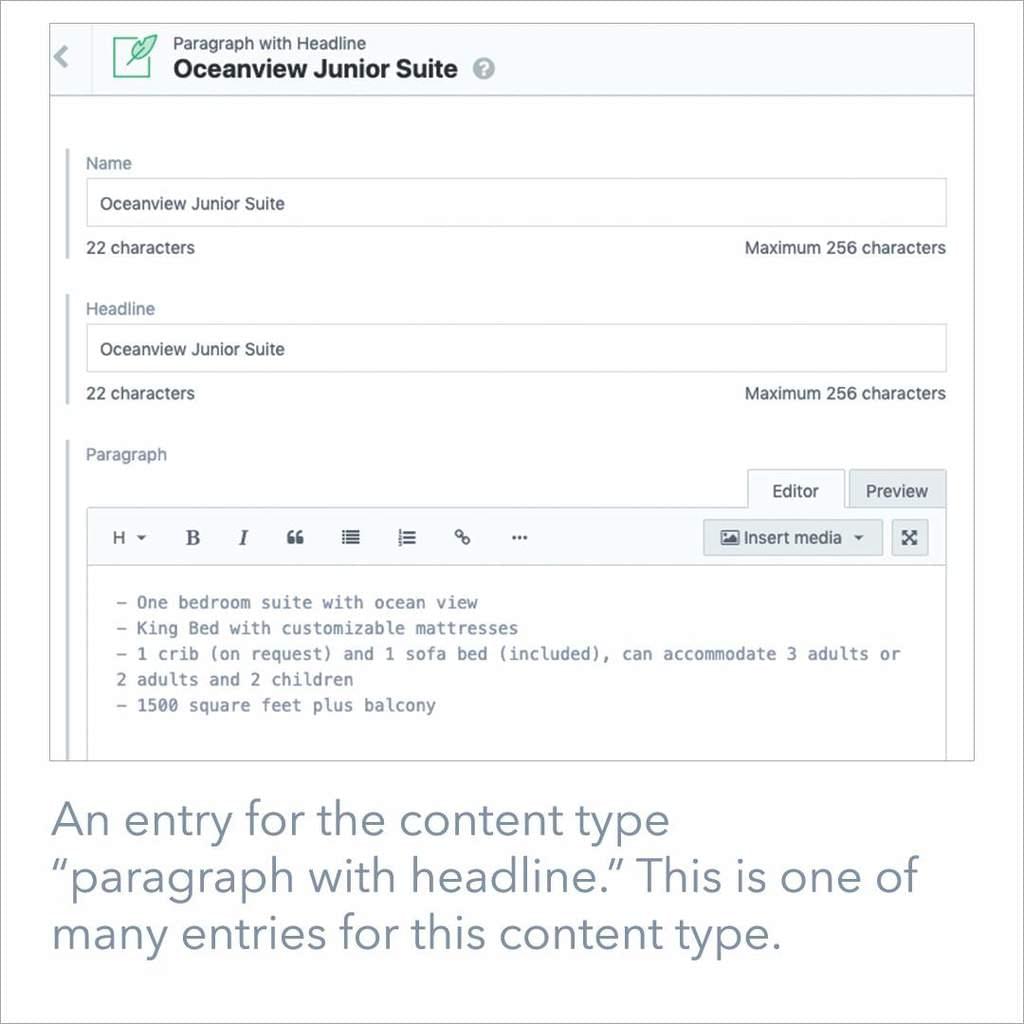 Paragraph with Headline
Oceanview Junior Suite ?
Name
Oceanview Junior Suite
22 characters Maximum 256 characters
Headline
Oceanview Junior Suite
22 characters Maximum 256 characters
Paragraph
Editor Preview
H B I “ ... Insert media
– One bedroom suite with ocean view
– King Bed with customizable mattresses
– 1 crib (on request) and 1 sofa bed (included), can accommodate 3 adults or
2 adults and 2 children
– 1500 square feet plus balcony
An entry for the content type
“paragraph with headline.” This is one of
many entries for this content type.